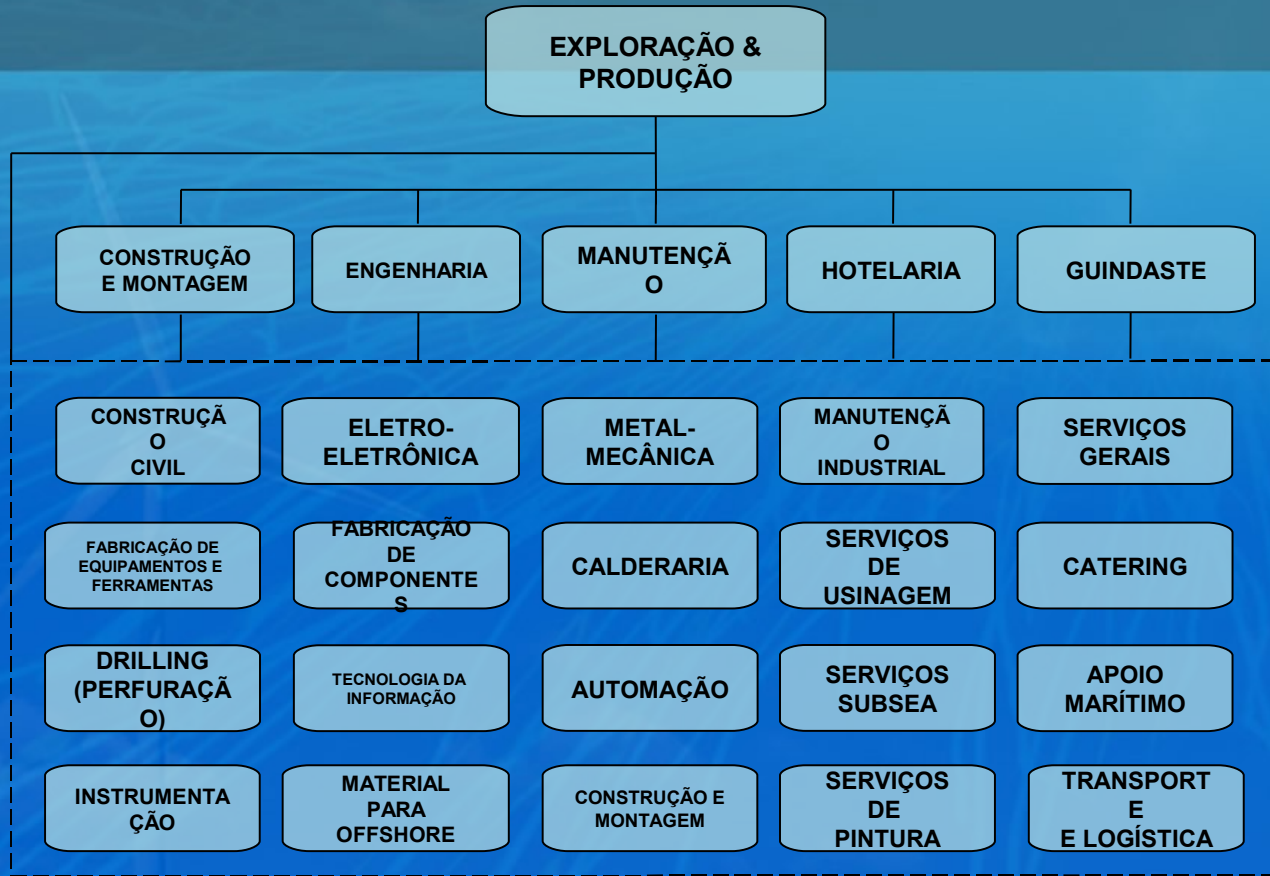 EXPLORAÇÃO &
PRODUÇÃO
CONSTRUÇÃO
E MONTAGEM
ENGENHARIA
MANUTENÇÃ
O
HOTELARIA
GUINDASTE
CONSTRUÇÃ
O
CIVIL
ELETRO-
ELETRÔNICA
METAL-
MECÂNICA
MANUTENÇÃ
O
INDUSTRIAL
SERVIÇOS
GERAIS
FABRICAÇÃO DE
EQUIPAMENTOS E
FERRAMENTAS
FABRICAÇÃO
DE
COMPONENTE
S
CALDERARIA
SERVIÇOS
DE
USINAGEM
CATERING
DRILLING
(PERFURAÇÃ
O)
TECNOLOGIA DA
INFORMAÇÃO
AUTOMAÇÃO
SERVIÇOS
SUBSEA
APOIO
MARÍTIMO
INSTRUMENTA
ÇÃO
MATERIAL
PARA
OFFSHORE
CONSTRUÇÃO E
MONTAGEM
SERVIÇOS
DE
PINTURA
TRANSPORT
E
E LOGÍSTICA